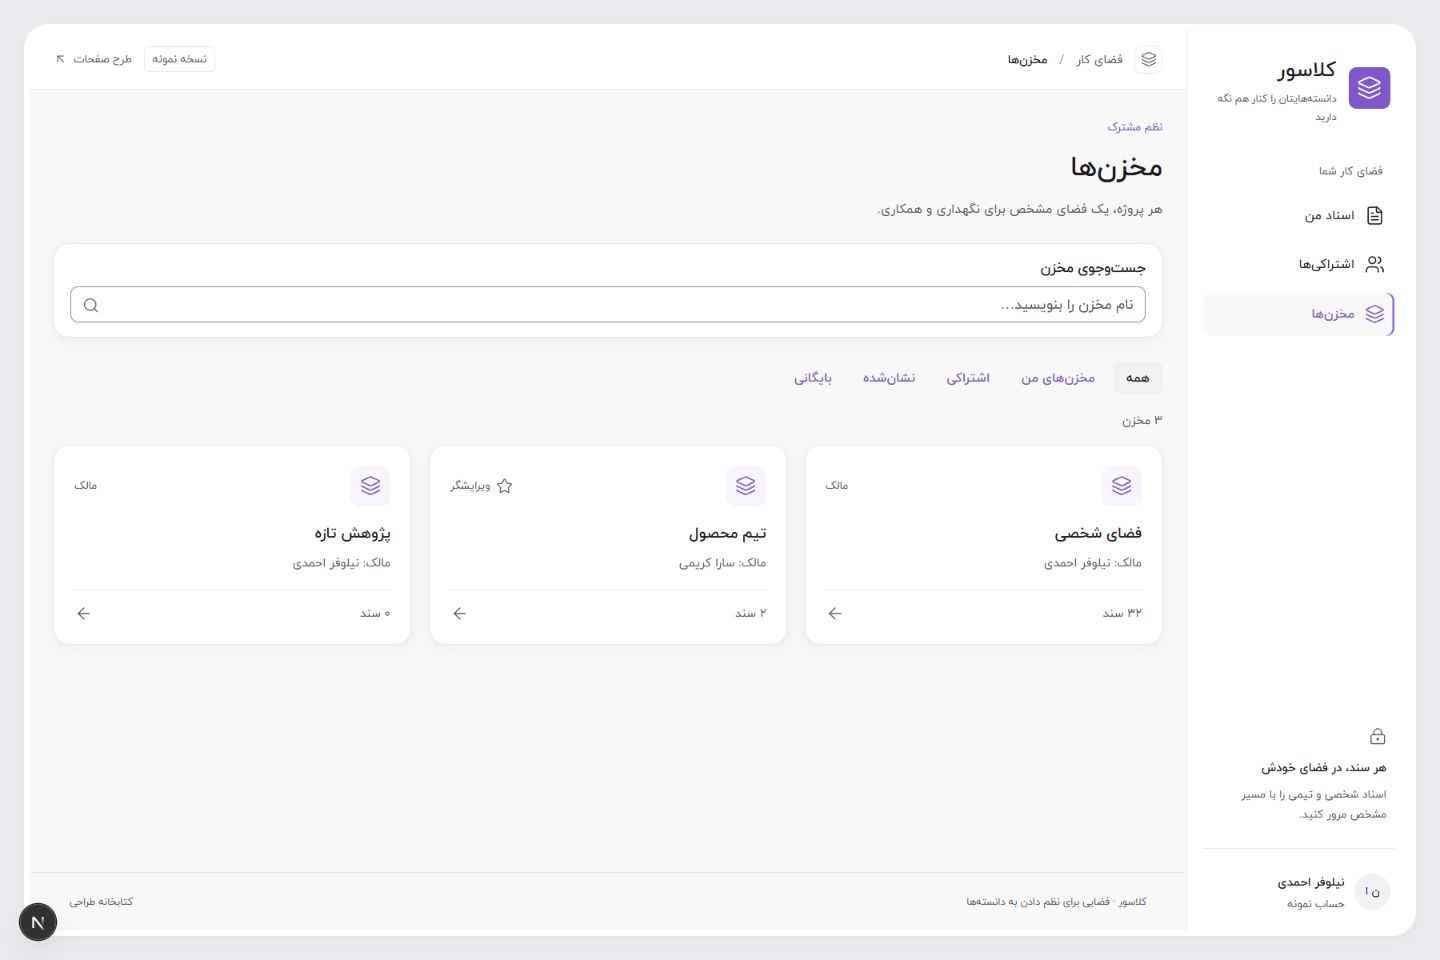 کلاسور
دانسته‌هایتان را کنار هم نگه
دارید
فضای کار شما
اسناد من
اشتراکی‌ها
مخزن‌ها
هر سند، در فضای خودش
اسناد شخصی و تیمی را با مسیر
مشخص مرور کنید.
ن ا
نیلوفر احمدی
حساب نمونه
فضای کار / مخزن‌ها
نسخه نمونه
طرح صفحات
نظم مشترک
مخزن‌ها
هر پروژه، یک فضای مشخص برای نگهداری و همکاری.
جست‌وجوی مخزن
نام مخزن را بنویسید...
همه
مخزن‌های من
اشتراکی
نشان‌شده
بایگانی
۳ مخزن
مالک
فضای شخصی
مالک: نیلوفر احمدی
۳۲ سند
ویرایشگر
تیم محصول
مالک: سارا کریمی
۲ سند
مالک
پژوهش تازه
مالک: نیلوفر احمدی
۰ سند
کلاسور · فضایی برای نظم دادن به دانسته‌ها
کتابخانه طراحی
N